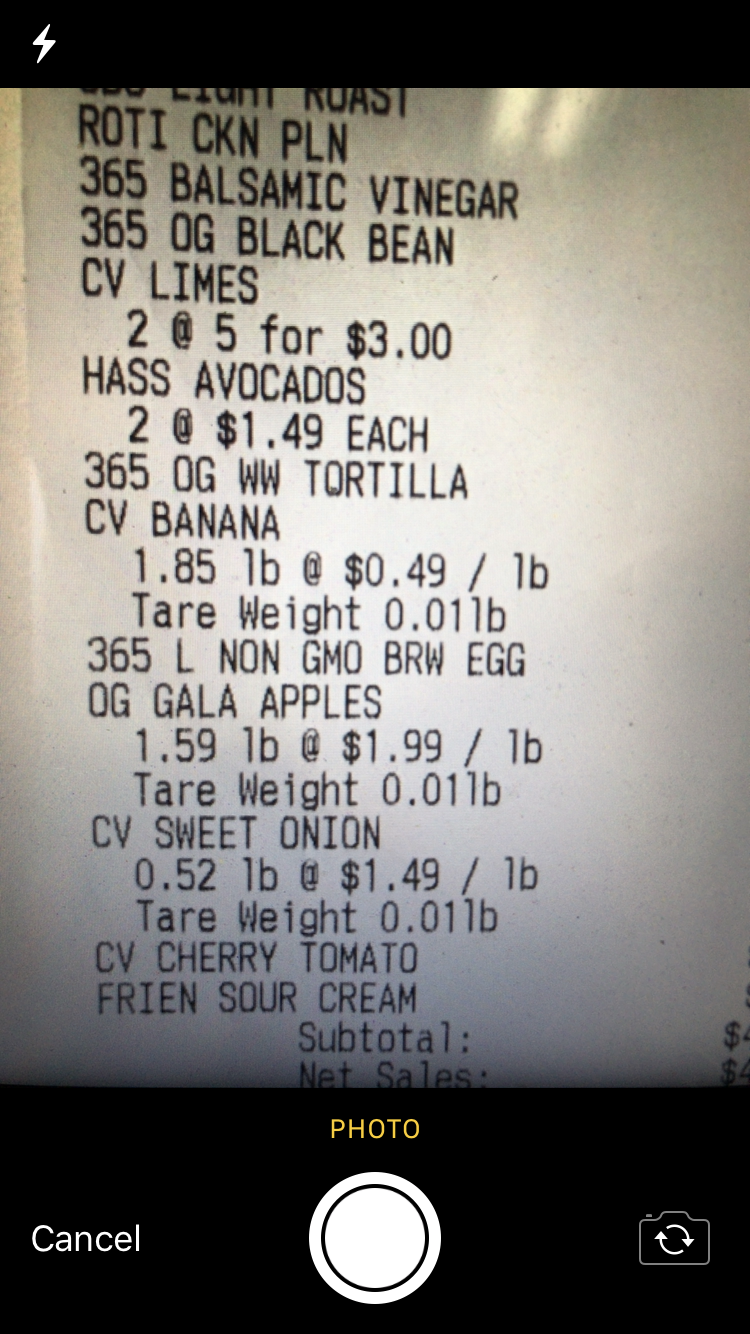 LIGHT ROAST
ROTI CKN PLN
365 BALSAMIC VINEGAR
365 OG BLACK BEAN
CV LIMES
2 @ 5 for $3.00
HASS AVOCADOS
2 @ $1.49 EACH
365 OG WW TORTILLA
CV BANANA
1.85 lb @ $0.49 / lb
Tare Weight 0.01lb
365 L NON GMO BRW EGG
OG GALA APPLES
1.59 lb @ $1.99 / lb
Tare Weight 0.01lb
CV SWEET ONION
0.52 lb @ $1.49 / lb
Tare Weight 0.01lb
CV CHERRY TOMATO
FRIEN SOUR CREAM
Subtotal: $4
Net Sales: $4
PHOTO
Cancel